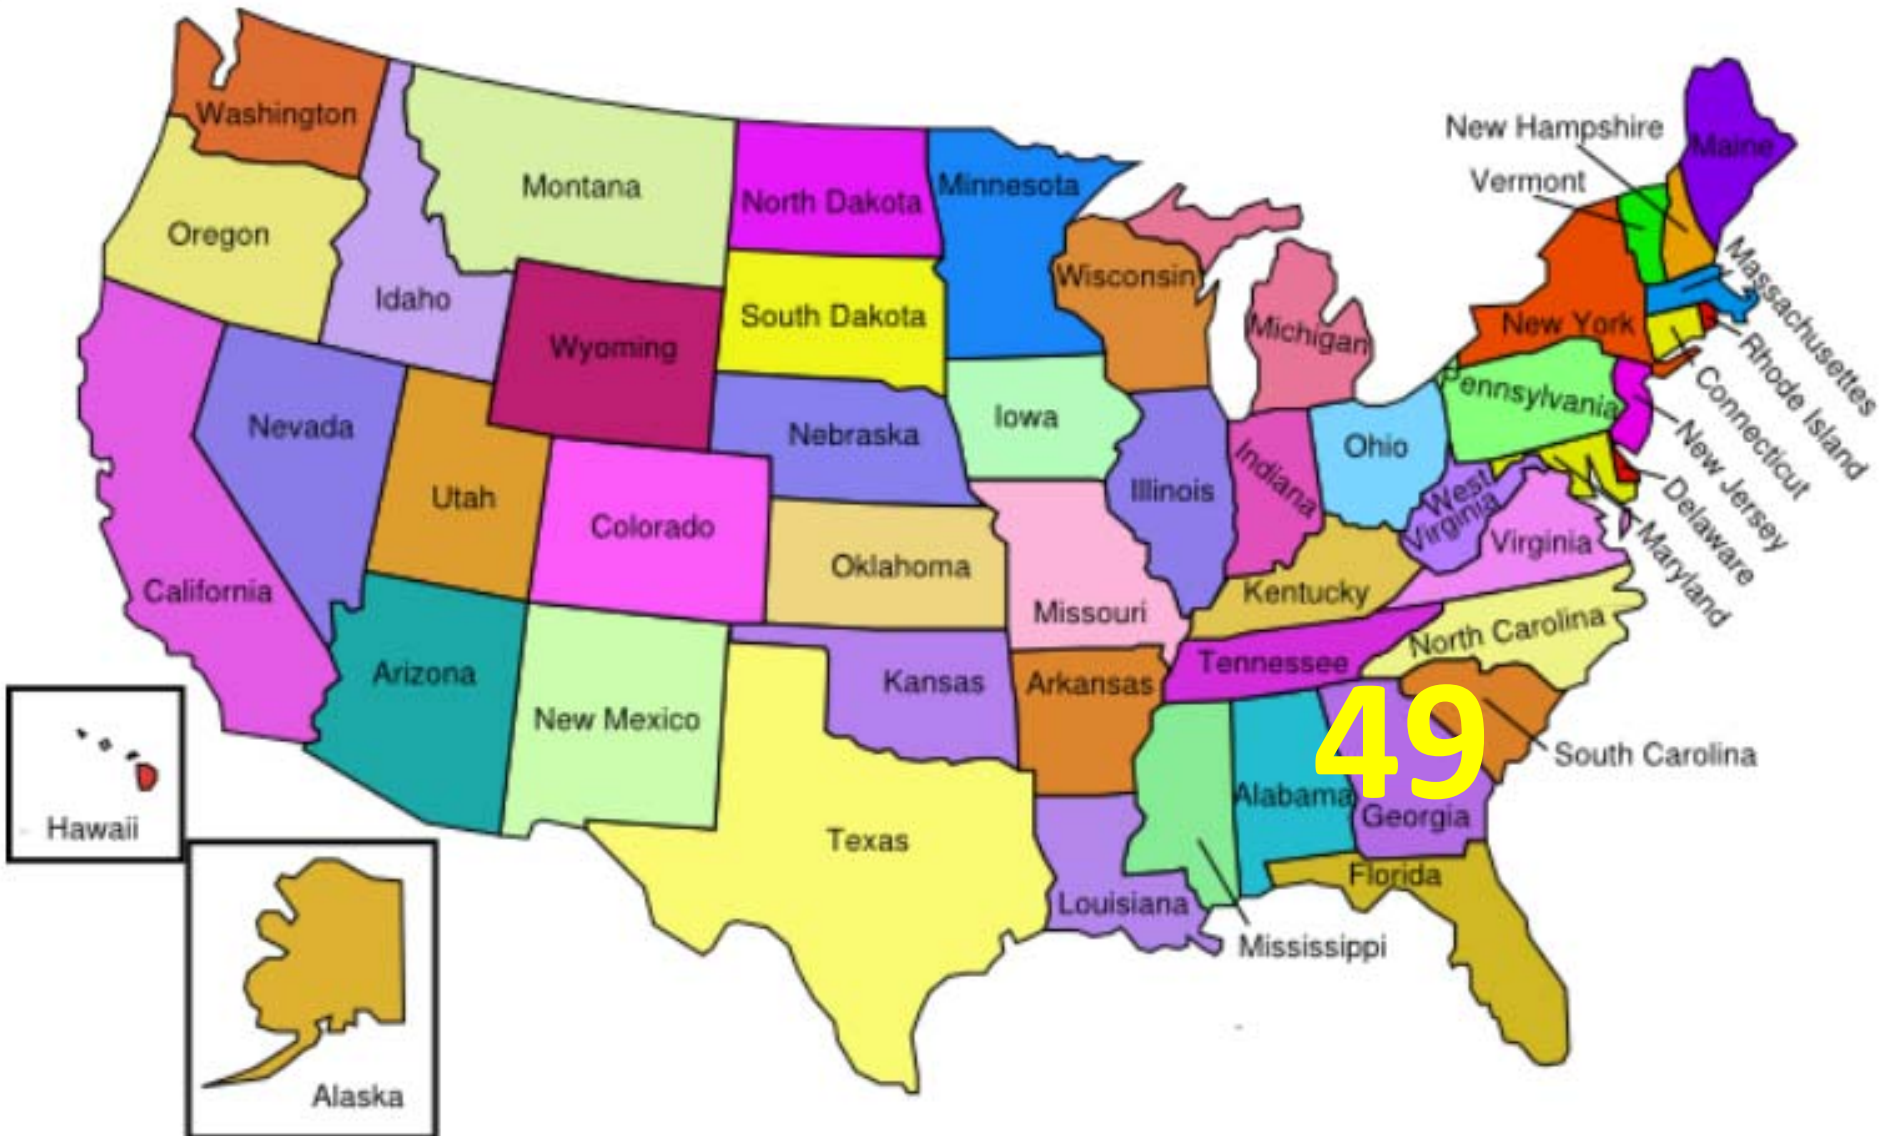 Washington
Montana
North Dakota
Minnesota
New Hampshire
Maine
Vermont
Oregon
Idaho
Wyoming
South Dakota
Wisconsin
Michigan
New York
Massachusettes
Rhode Island
Connecticut
New Jersey
Delaware
Maryland
Pennsylvania
Nevada
Utah
Colorado
Nebraska
Iowa
Illinois
Indiana
Ohio
West
Virginia
Virginia
California
Arizona
New Mexico
Oklahoma
Kansas
Missouri
Kentucky
Tennessee
North Carolina
Arkansas
49
South Carolina
Alabama
Georgia
Texas
Louisiana
Mississippi
Florida
Hawaii
Alaska